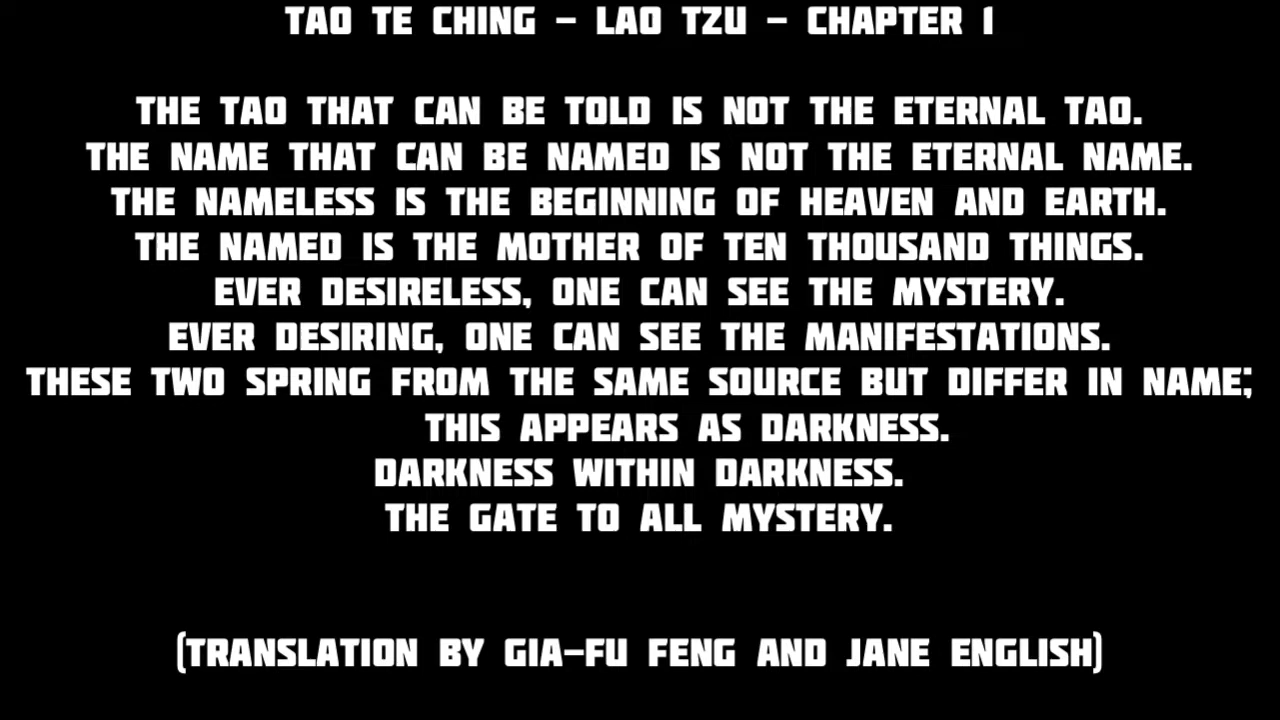 TAO TE CHING – LAO TZU – CHAPTER 1
THE TAO THAT CAN BE TOLD IS NOT THE ETERNAL TAO.
THE NAME THAT CAN BE NAMED IS NOT THE ETERNAL NAME.
THE NAMELESS IS THE BEGINNING OF HEAVEN AND EARTH.
THE NAMED IS THE MOTHER OF TEN THOUSAND THINGS.
EVER DESIRELESS, ONE CAN SEE THE MYSTERY.
EVER DESIRING, ONE CAN SEE THE MANIFESTATIONS.
THESE TWO SPRING FROM THE SAME SOURCE BUT DIFFER IN NAME;
THIS APPEARS AS DARKNESS.
DARKNESS WITHIN DARKNESS.
THE GATE TO ALL MYSTERY.
(TRANSLATION BY GIA–FU FENG AND JANE ENGLISH)